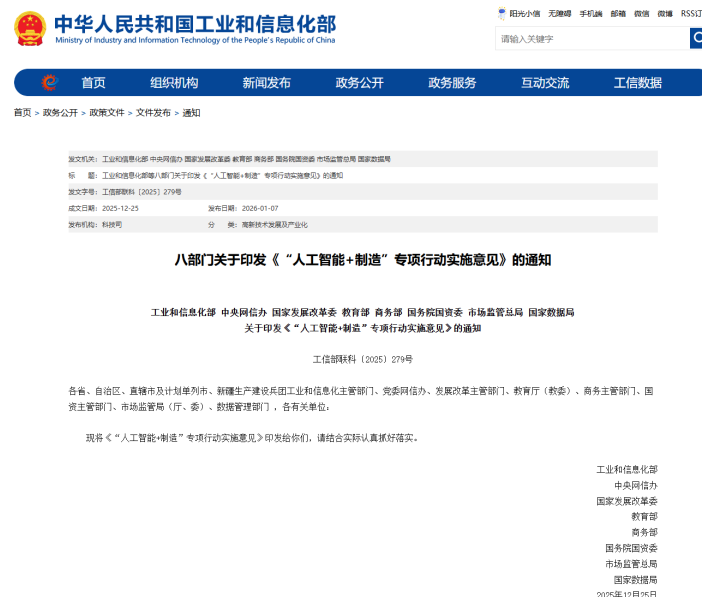 中华人民共和国工业和信息化部
Ministry of Industry and Information Technology of the People's Republic of China
阳光小信 无障碍 手机端 邮箱 微信 微博 RSS订
请输入关键字
首页 组织机构 新闻发布 政务公开 政务服务 互动交流 工信数据
首页 > 政务公开 > 政策文件 > 文件发布 > 通知
发文机关：工业和信息化部 中央网信办 国家发展改革委 教育部 商务部 国务院国资委 市场监管总局 国家数据局
标 题：工业和信息化部等八部门关于印发《“人工智能+制造”专项行动实施意见》的通知
发文字号：工信部联科〔2025〕279号
成文日期：2025-12-25 发布日期：2026-01-07
发布机构：科技司 分 类：高新技术发展及产业化
八部门关于印发《“人工智能+制造”专项行动实施意见》的通知
工业和信息化部 中央网信办 国家发展改革委 教育部 商务部 国务院国资委 市场监管总局 国家数据局
关于印发《“人工智能+制造”专项行动实施意见》的通知
工信部联科〔2025〕279号
各省、自治区、直辖市及计划单列市、新疆生产建设兵团工业和信息化主管部门、党委网信办、发展改革主管部门、教育厅（教委）、商务主管部门、国
资主管部门、市场监管局（厅、委）、数据管理部门 ，各有关单位：
现将《“人工智能+制造”专项行动实施意见》印发给你们，请结合实际认真抓好落实。
工业和信息化部
中央网信办
国家发展改革委
教育部
商务部
国务院国资委
市场监管总局
国家数据局
2025年12月25日